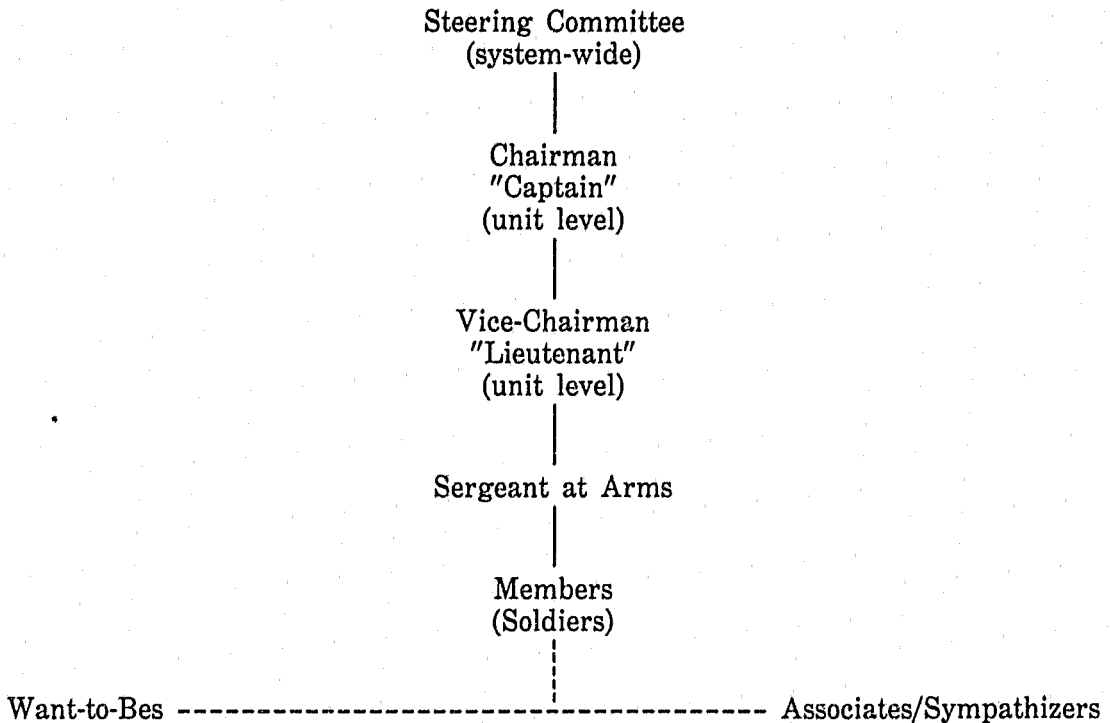 Steering Committee
(system-wide)
Chairman
"Captain"
(unit level)
Vice-Chairman
"Lieutenant"
(unit level)
Sergeant at Arms
Members
(Soldiers)
Want-to-Bes
Associates/Sympathizers